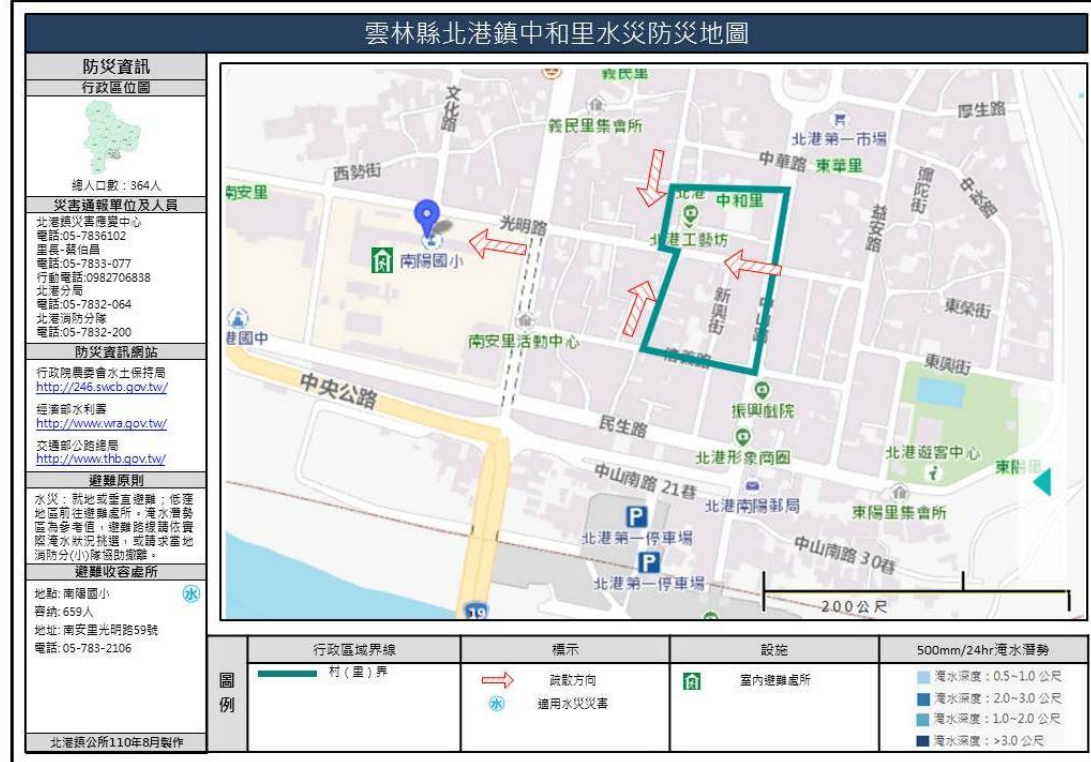 雲林縣北港鎮中和里水災防災地圖
防災資訊
行政區位圖
總人口數：364人
災害通報單位及人員
北港鎮災害應變中心
電話:05-7836102
里長-蔡伯昌
電話:05-7833-077
行動電話:0982706838
北港分局
電話:05-7832-064
北港消防分隊
電話:05-7832-200
防災資訊網站
行政院農委會水土保持局
http://246.swcb.gov.tw/
經濟部水利署
http://www.wra.gov.tw/
交通部公路總局
http://www.thb.gov.tw/
避難原則
水災：就地或垂直避難；低窪
地區前往避難處所。淹水潛勢
區為參考值，避難路線請依實
際淹水狀況挑選，或請求當地
消防分(小)隊協助撤離。
避難收容處所
地點: 南陽國小
水
容納: 659人
地址: 南安里光明路59號
電話: 05-783-2106
北港鎮公所110年8月製作
義民里
文化路
義民里集會所
北港第一市場
厚生路
中華路
東華里
西勢街
彌陀街
南安里
北港
中和里
益安路
光明路
北港工藝坊
南陽國小
新興街
中山路
東榮街
港國中
南安里活動中心
信義路
東興街
中央公路
振興戲院
民生路
北港形象商圈
北港遊客中心
東陽里
中山南路 21巷
北港南陽郵局
東陽里集會所
P
北港第一停車場
中山南路 30巷
P
北港第一停車場
19
200公尺
圖例
行政區域界線
標示
設施
500mm/24hr淹水潛勢
村(里)界
疏散方向
室內避難處所
淹水深度：0.5~1.0 公尺
水
適用水災災害
淹水深度：2.0~3.0 公尺
淹水深度：1.0~2.0 公尺
淹水深度：>3.0 公尺